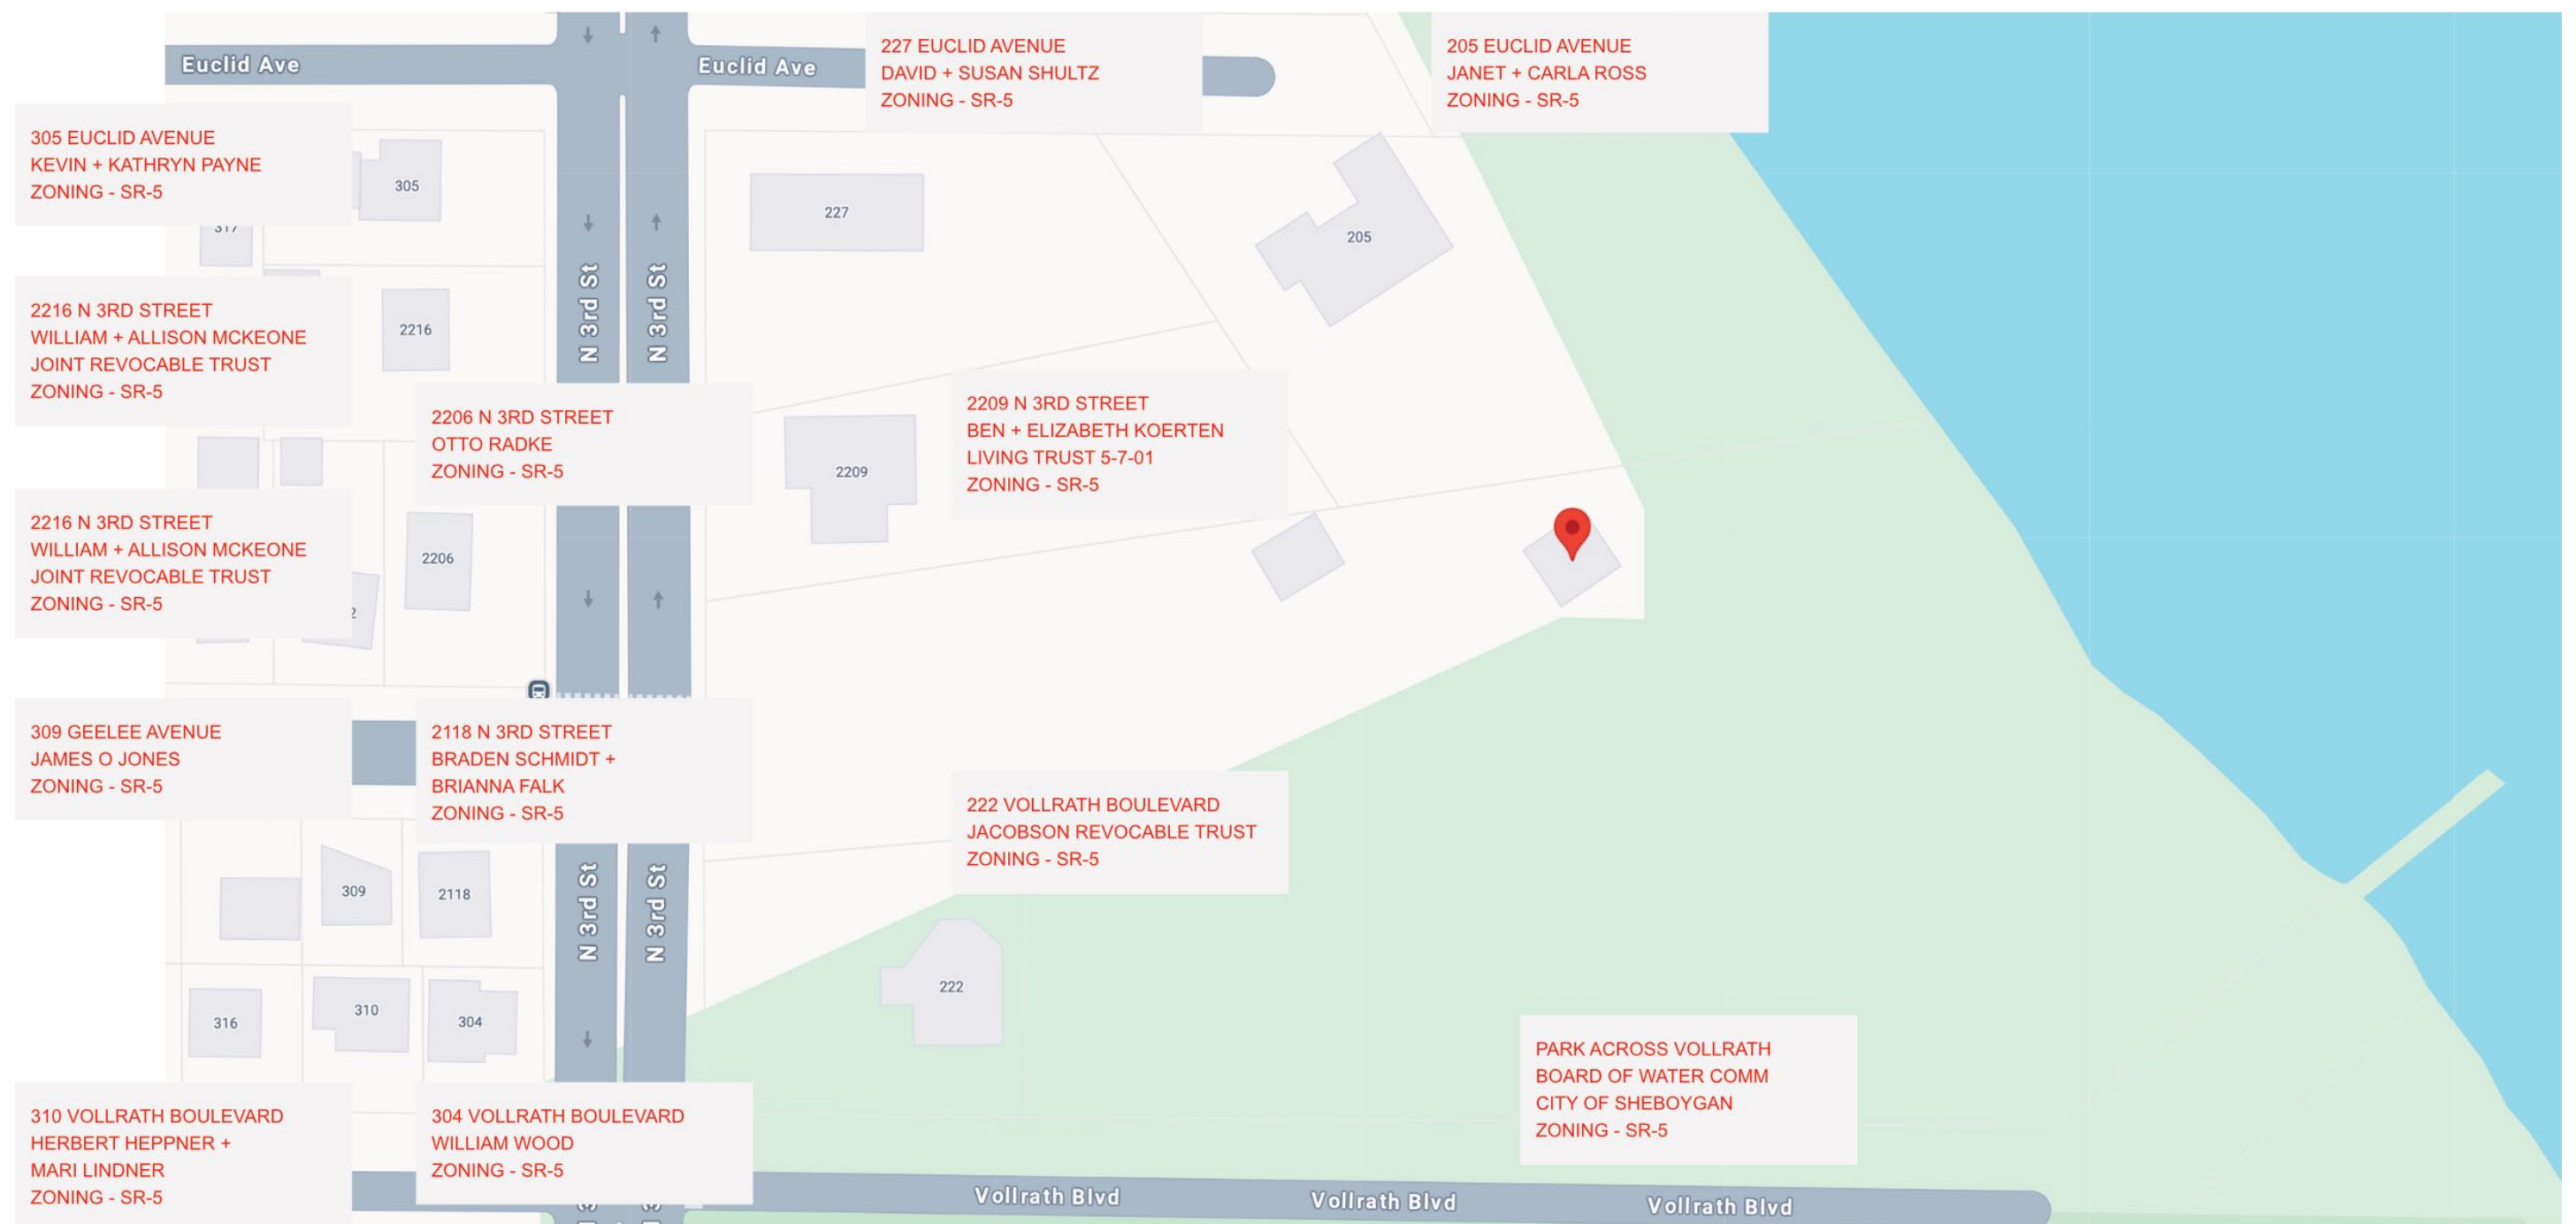 Euclid Ave
Euclid Ave
227 EUCLID AVENUE
DAVID + SUSAN SHULTZ
ZONING - SR-5
205 EUCLID AVENUE
JANET + CARLA ROSS
ZONING - SR-5
305 EUCLID AVENUE
KEVIN + KATHRYN PAYNE
ZONING - SR-5
305
317
227
205
N 3rd St
N 3rd St
2216 N 3RD STREET
WILLIAM + ALLISON MCKEONE
JOINT REVOCABLE TRUST
ZONING - SR-5
2216
2206 N 3RD STREET
OTTO RADKE
ZONING - SR-5
2209
2209 N 3RD STREET
BEN + ELIZABETH KOERTEN
LIVING TRUST 5-7-01
ZONING - SR-5
2216 N 3RD STREET
WILLIAM + ALLISON MCKEONE
JOINT REVOCABLE TRUST
ZONING - SR-5
2
2206
309 GEELEE AVENUE
JAMES O JONES
ZONING - SR-5
2118 N 3RD STREET
BRADEN SCHMIDT +
BRIANNA FALK
ZONING - SR-5
222 VOLLRATH BOULEVARD
JACOBSON REVOCABLE TRUST
ZONING - SR-5
309
2118
N 3rd St
N 3rd St
222
316
310
304
PARK ACROSS VOLLRATH
BOARD OF WATER COMM
CITY OF SHEBOYGAN
ZONING - SR-5
310 VOLLRATH BOULEVARD
HERBERT HEPPNER +
MARI LINDNER
ZONING - SR-5
304 VOLLRATH BOULEVARD
WILLIAM WOOD
ZONING - SR-5
Vollrath Blvd
Vollrath Blvd
Vollrath Blvd